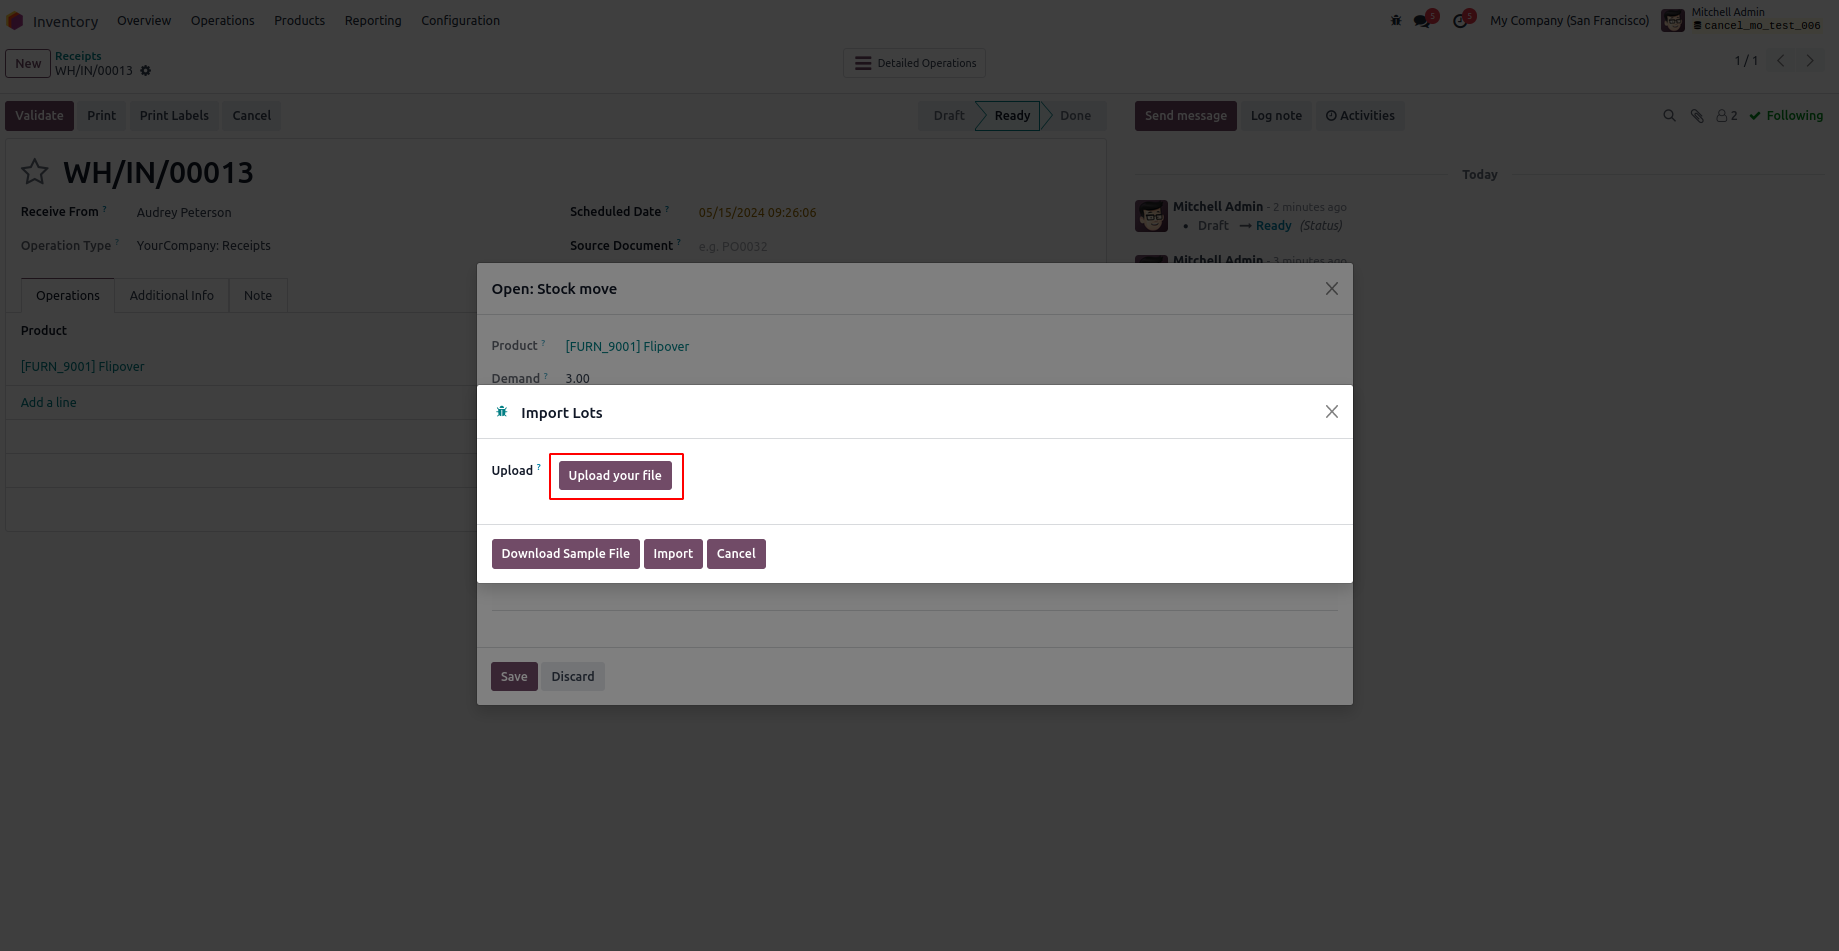 Inventory Overview Operations Products Reporting Configuration 5 5 My Company (San Francisco) Mitchell Admin
cancel_mo_test_006
New Receipts
WH/IN/00013 Detailed Operations 1 / 1
Validate Print Print Labels Cancel Draft Ready Done Send message Log note Activities 2 Following
WH/IN/00013
Today
Receive From ? Audrey Peterson Scheduled Date ? 05/15/2024 09:26:06
Operation Type ? YourCompany: Receipts Source Document ? e.g. PO0032
Mitchell Admin - 2 minutes ago
• Draft → Ready (Status)
Mitchell Admin - 3 minutes ago
Operations Additional Info Note
Product
[FURN_9001] Flipover
Add a line
Open: Stock move
Product ? [FURN_9001] Flipover
Demand ? 3.00
Import Lots
Upload ? Upload your file
Download Sample File Import Cancel
Save Discard